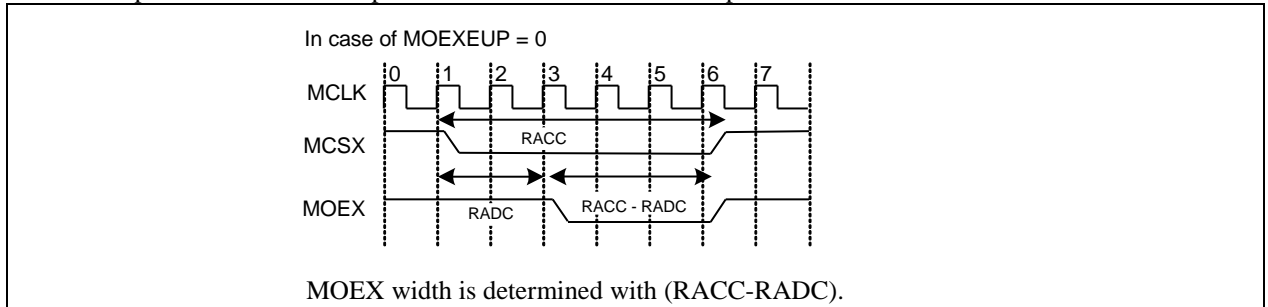 In case of MOEXEUP = 0
0 1 2 3 4 5 6 7
MCLK
RACC
MCSX
MOEX
RADC
RACC - RADC
MOEX width is determined with (RACC-RADC).